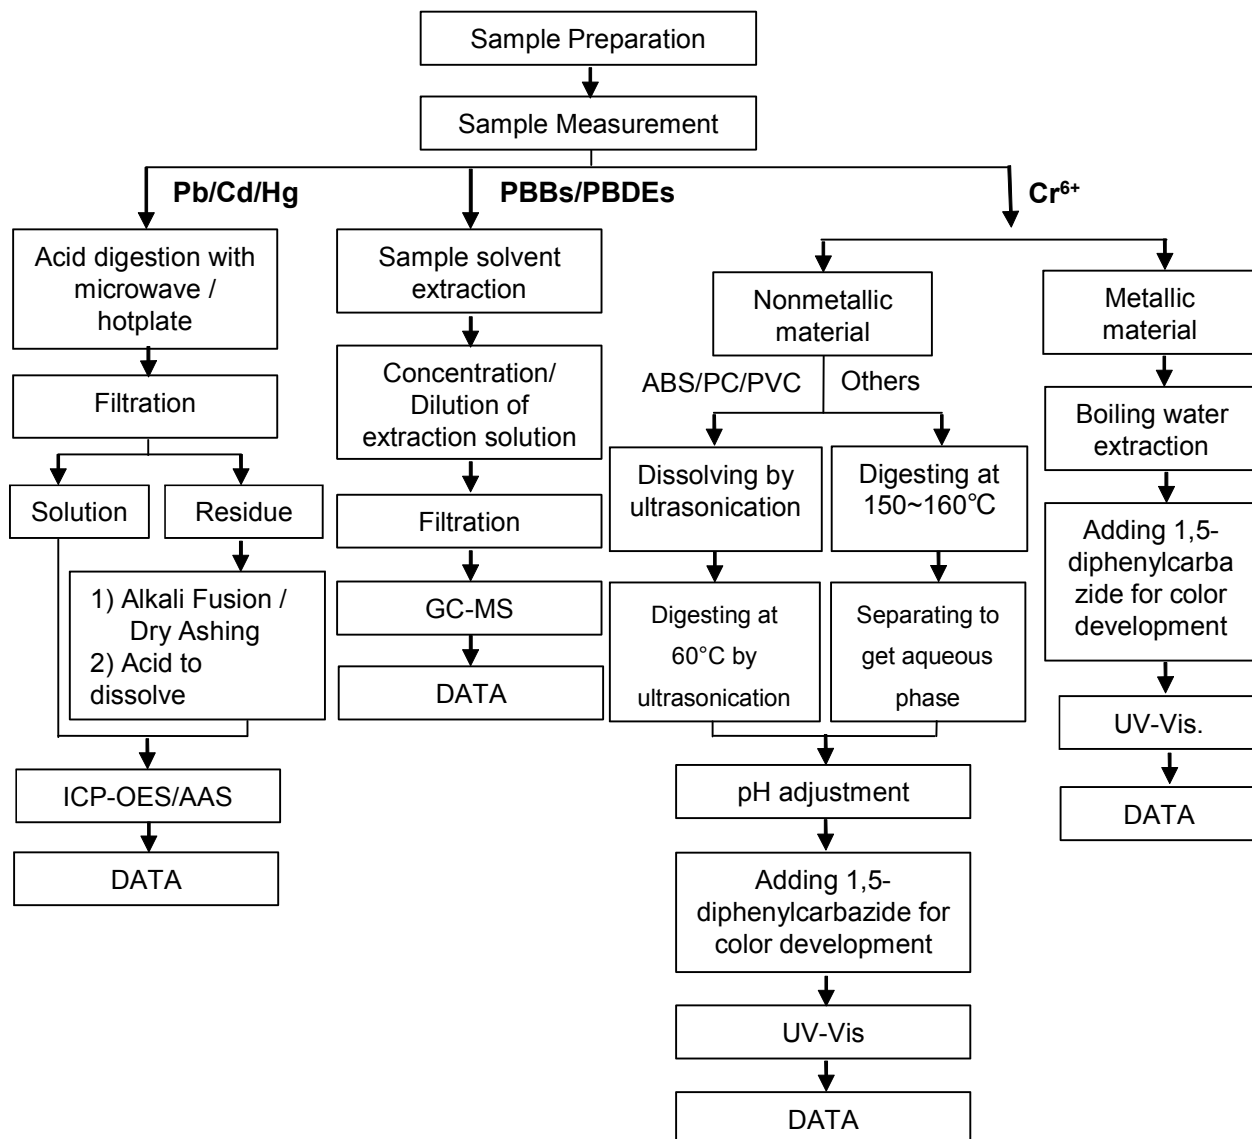 Sample Preparation
Sample Measurement
Pb/Cd/Hg
PBBs/PBDEs
Cr⁶⁺
Acid digestion with
microwave /
hotplate
Filtration
Solution
Residue
1) Alkali Fusion /
Dry Ashing
2) Acid to
dissolve
ICP-OES/AAS
DATA
Sample solvent
extraction
Concentration/
Dilution of
extraction solution
Filtration
GC-MS
DATA
Nonmetallic
material
ABS/PC/PVC
Others
Dissolving by
ultrasonication
Digesting at
60°C by
ultrasonication
Digesting at
150~160℃
Separating to
get aqueous
phase
pH adjustment
Adding 1,5-
diphenylcarbazide for
color development
UV-Vis
DATA
Metallic
material
Boiling water
extraction
Adding 1,5-
diphenylcarba
zide for color
development
UV-Vis.
DATA